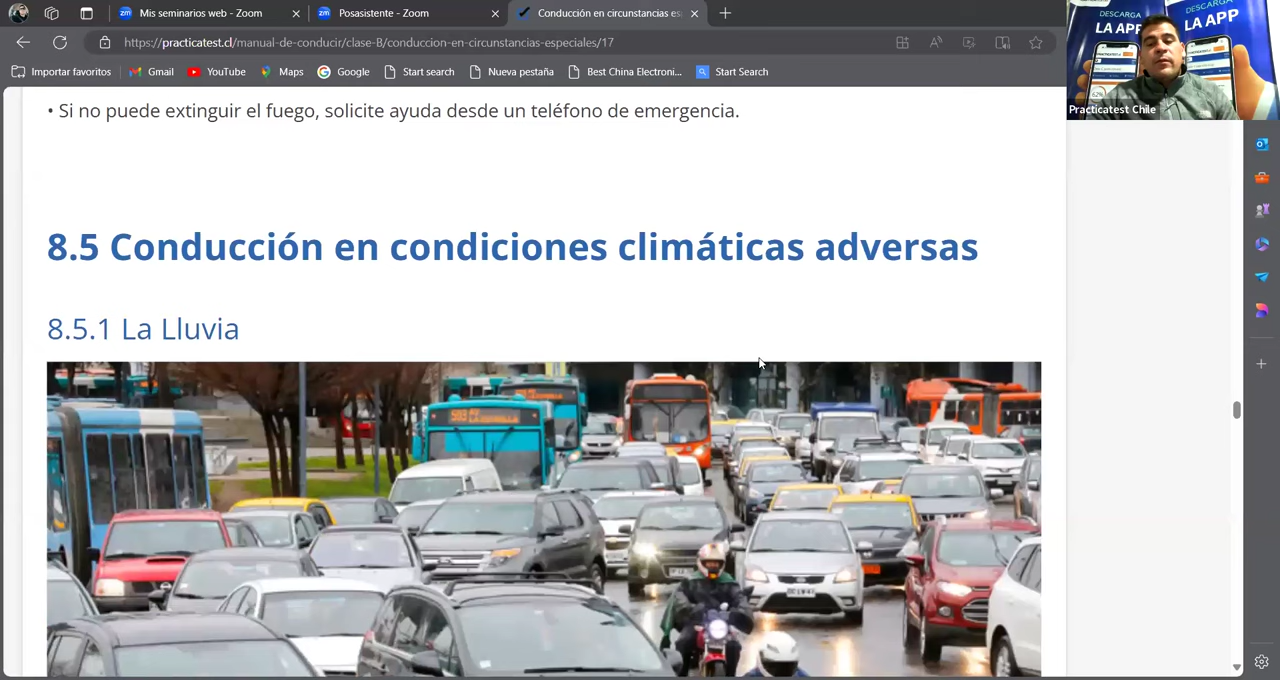 Mis seminarios web - Zoom
Posasistente - Zoom
Conducción en circunstancias es
https://practicatest.cl/manual-de-conducir/clase-B/conduccion-en-circunstancias-especiales/17
Importar favoritos
Gmail
YouTube
Maps
Google
Start search
Nueva pestaña
Best China Electroni...
Start Search
DESCARGA
LA APP
DESCARGA
LA APP
Practicatest Chile
• Si no puede extinguir el fuego, solicite ayuda desde un teléfono de emergencia.
8.5 Conducción en condiciones climáticas adversas
8.5.1 La Lluvia